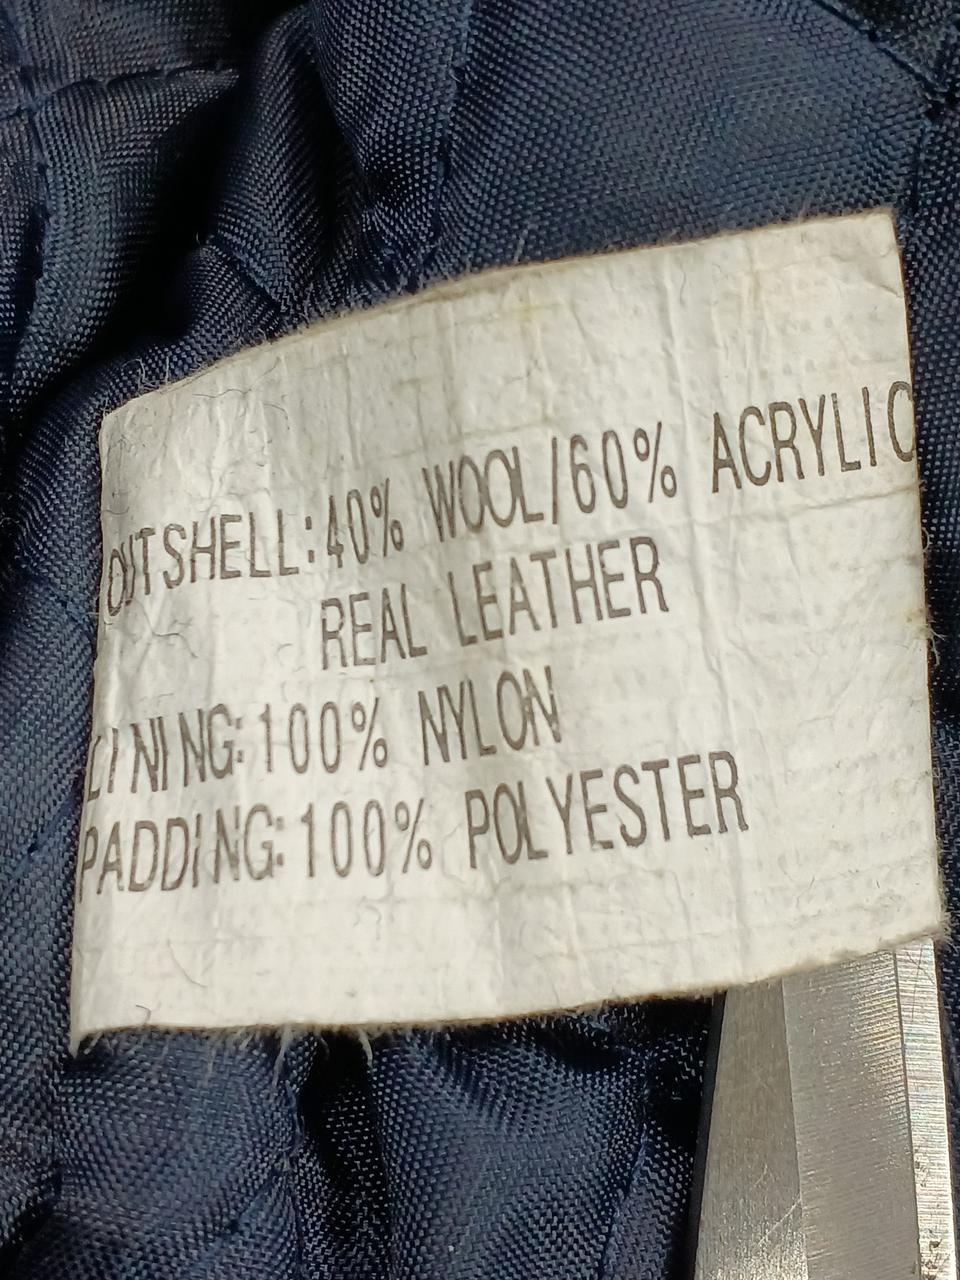 OUTSHELL:40% WOOL/60% ACRYLIC
REAL LEATHER
LINING:100% NYLON
PADDING:100% POLYESTER